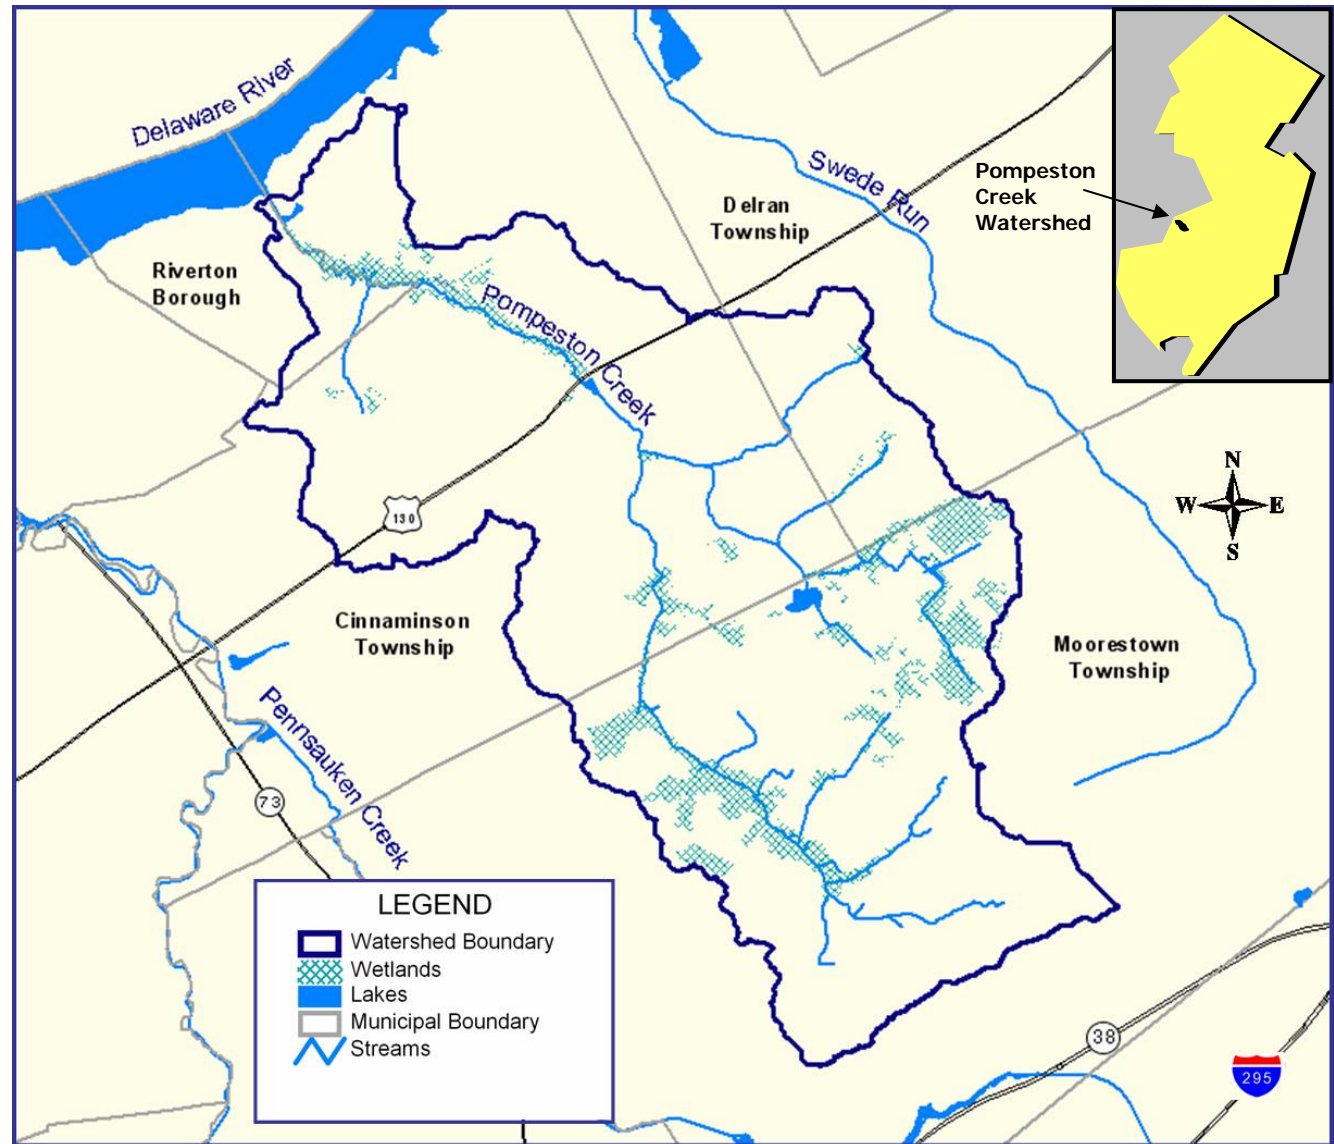 Delaware River
Swede Run
Pompeston
Creek
Watershed
Delran
Township
Riverton
Borough
Pompeston Creek
N
W E
S
130
Cinnaminson
Township
Moorestown
Township
Pennsauken Creek
73
LEGEND
Watershed Boundary
Wetlands
Lakes
Municipal Boundary
Streams
38
295